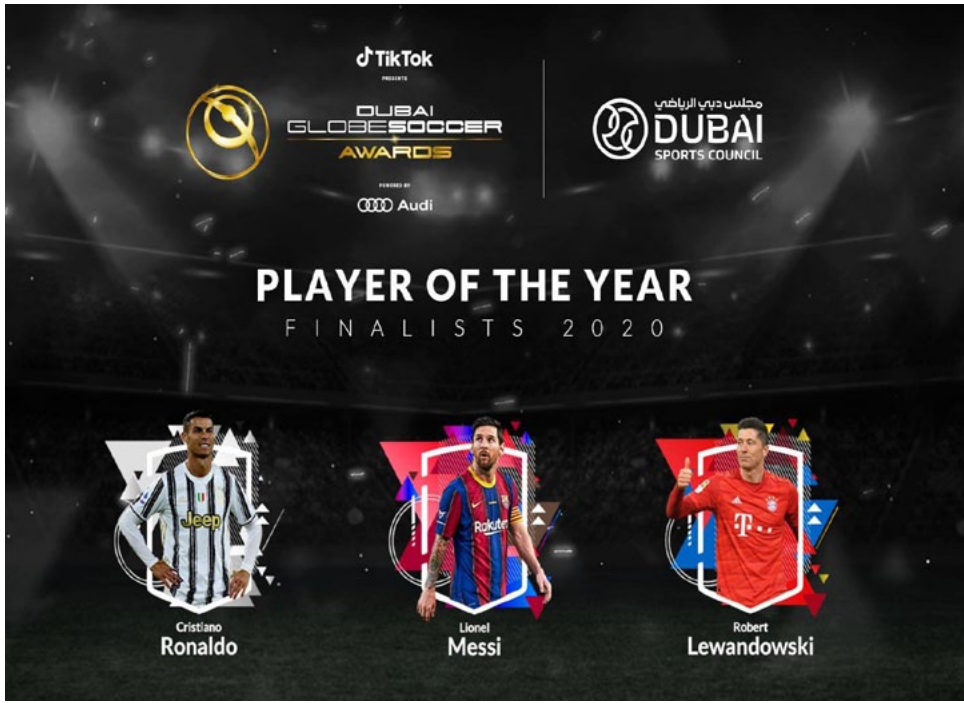 TikTok
PRESENTS
DUBAI
GLOBESOCCER
AWARDS
POWERED BY
Audi
مجلس دبي الرياضي
DUBAI
SPORTS COUNCIL
PLAYER OF THE YEAR
FINALISTS 2020
Jeep
Rakuten
T
Cristiano
Ronaldo
Lionel
Messi
Robert
Lewandowski